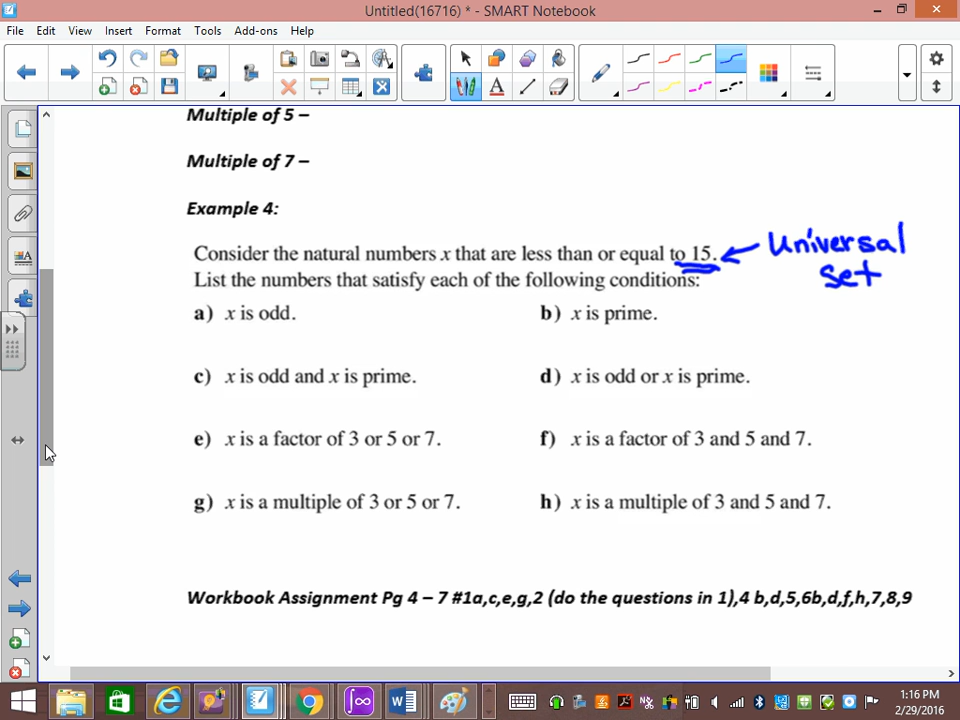 Untitled(16716) * - SMART Notebook
File Edit View Insert Format Tools Add-ons Help
Multiple of 5 –
Multiple of 7 –
Example 4:
Consider the natural numbers x that are less than or equal to 15.
Universal
set
List the numbers that satisfy each of the following conditions:
a) x is odd. b) x is prime.
c) x is odd and x is prime. d) x is odd or x is prime.
e) x is a factor of 3 or 5 or 7. f) x is a factor of 3 and 5 and 7.
g) x is a multiple of 3 or 5 or 7. h) x is a multiple of 3 and 5 and 7.
Workbook Assignment Pg 4 – 7 #1a,c,e,g,2 (do the questions in 1),4 b,d,5,6b,d,f,h,7,8,9
1:16 PM
2/29/2016